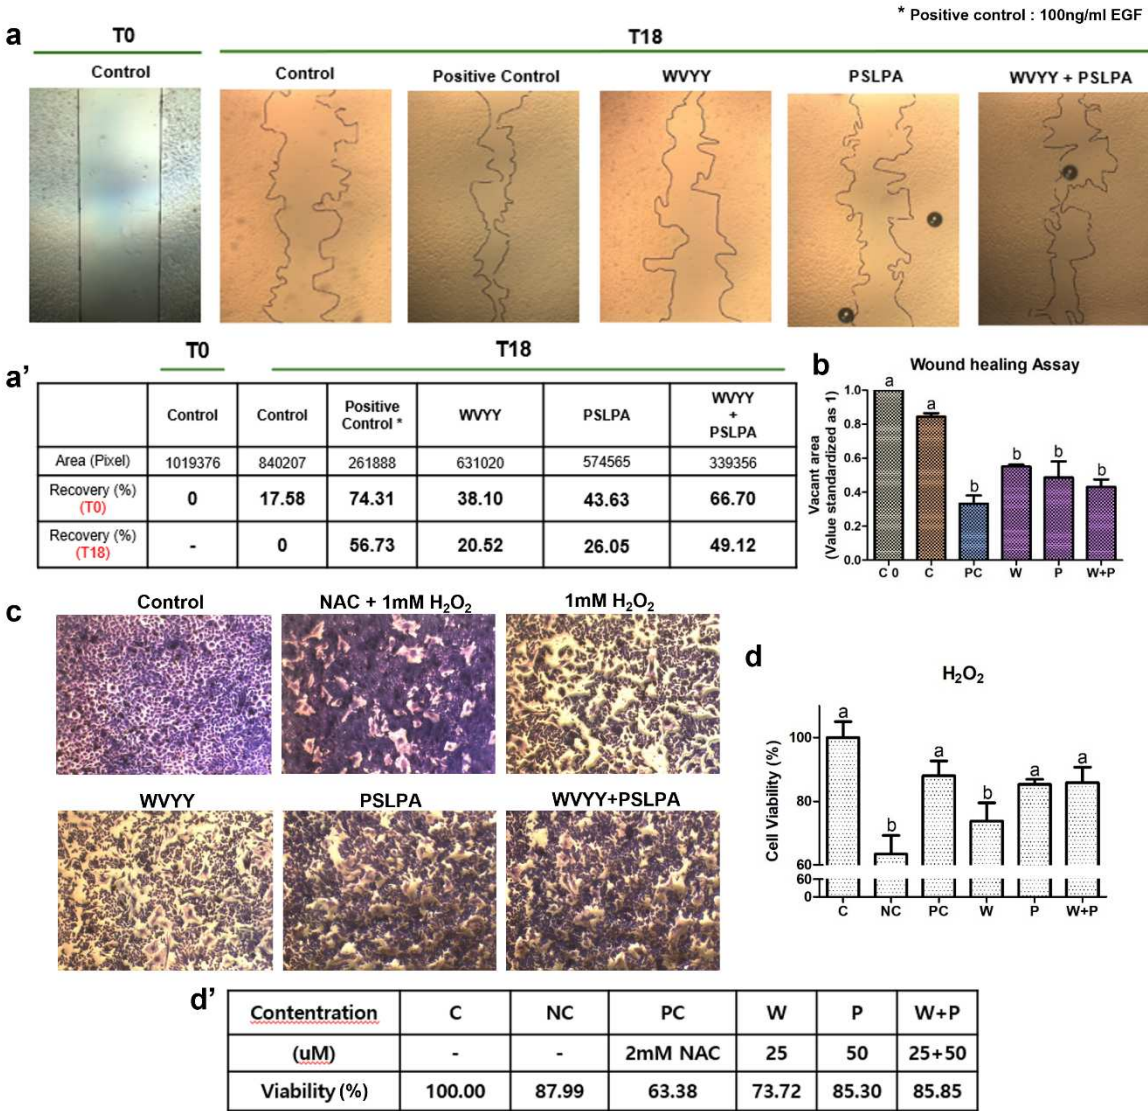 * Positive control : 100ng/ml EGF
a
T0
T18
Control
Control
Positive Control
WVYY
PSLPA
WVYY + PSLPA
a'
T0
T18
Control
Control
Positive
Control *
WVYY
PSLPA
WVYY
+
PSLPA
Area (Pixel)
1019376
840207
261888
631020
574565
339356
Recovery (%)
(T0)
0
17.58
74.31
38.10
43.63
66.70
Recovery (%)
(T18)
-
0
56.73
20.52
26.05
49.12
b
Wound healing Assay
Vacant area
(Value standardized as 1)
1.0
0.8
0.6
0.4
0.2
0.0
a
a
b
b
b
b
C 0
C
PC
W
P
W+P
c
Control
NAC + 1mM H₂O₂
1mM H₂O₂
WVYY
PSLPA
WVYY+PSLPA
d
H₂O₂
Cell Viability (%)
100
80
60
60
0
a
b
a
b
a
a
C
NC
PC
W
P
W+P
d'
Contentration
C
NC
PC
W
P
W+P
(uM)
-
-
2mM NAC
25
50
25+50
Viability (%)
100.00
87.99
63.38
73.72
85.30
85.85